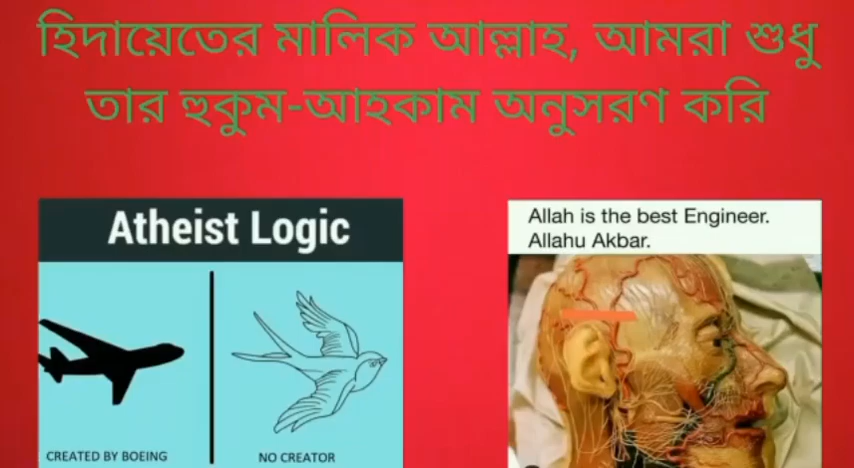 হিদায়েতের মালিক আল্লাহ, আমরা শুধু
তার হুকুম-আহকাম অনুসরণ করি
Atheist Logic
CREATED BY BOEING
NO CREATOR
Allah is the best Engineer.
Allahu Akbar.